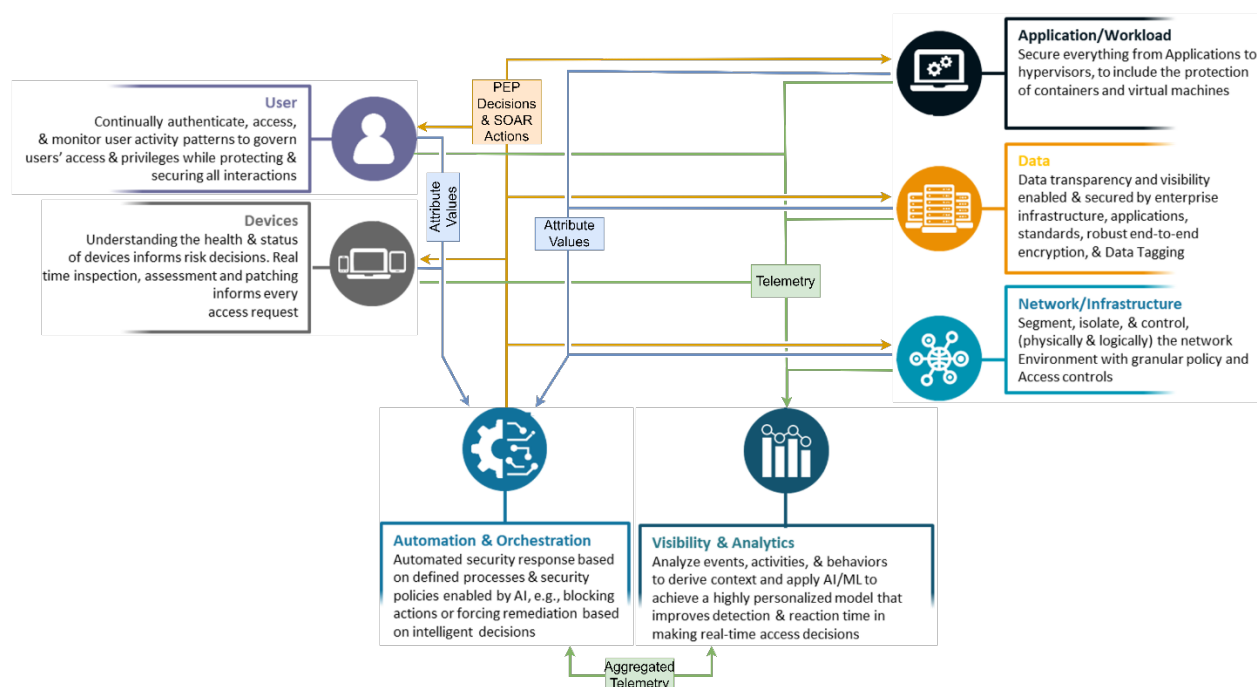 User
Continually authenticate, access,
& monitor user activity patterns to govern
users’ access & privileges while protecting &
securing all interactions
Devices
Understanding the health & status
of devices informs risk decisions. Real
time inspection, assessment and patching
informs every
access request
PEP
Decisions
& SOAR
Actions
Attribute
Values
Attribute
Values
Telemetry
Application/Workload
Secure everything from Applications to
hypervisors, to include the protection
of containers and virtual machines
Data
Data transparency and visibility
enabled & secured by enterprise
infrastructure, applications,
standards, robust end-to-end
encryption, & Data Tagging
Network/Infrastructure
Segment, isolate, & control,
(physically & logically) the network
Environment with granular policy and
Access controls
Automation & Orchestration
Automated security response based
on defined processes & security
policies enabled by AI, e.g., blocking
actions or forcing remediation based
on intelligent decisions
Visibility & Analytics
Analyze events, activities, & behaviors
to derive context and apply AI/ML to
achieve a highly personalized model that
improves detection & reaction time in
making real-time access decisions
Aggregated
Telemetry